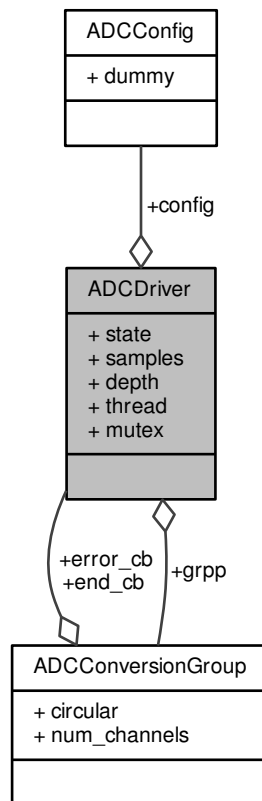 ADCConfig
+ dummy
+config
ADCDriver
+ state
+ samples
+ depth
+ thread
+ mutex
+error_cb
+end_cb
+grpp
ADCConversionGroup
+ circular
+ num_channels